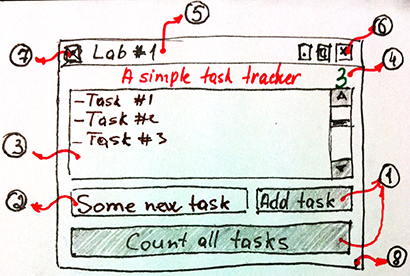 5
6
7
Lab #1
4
A simple task tracker
3
-Task #1
-Task #2
-Task #3
3
2
Some new task
Add task
1
Count all tasks
8